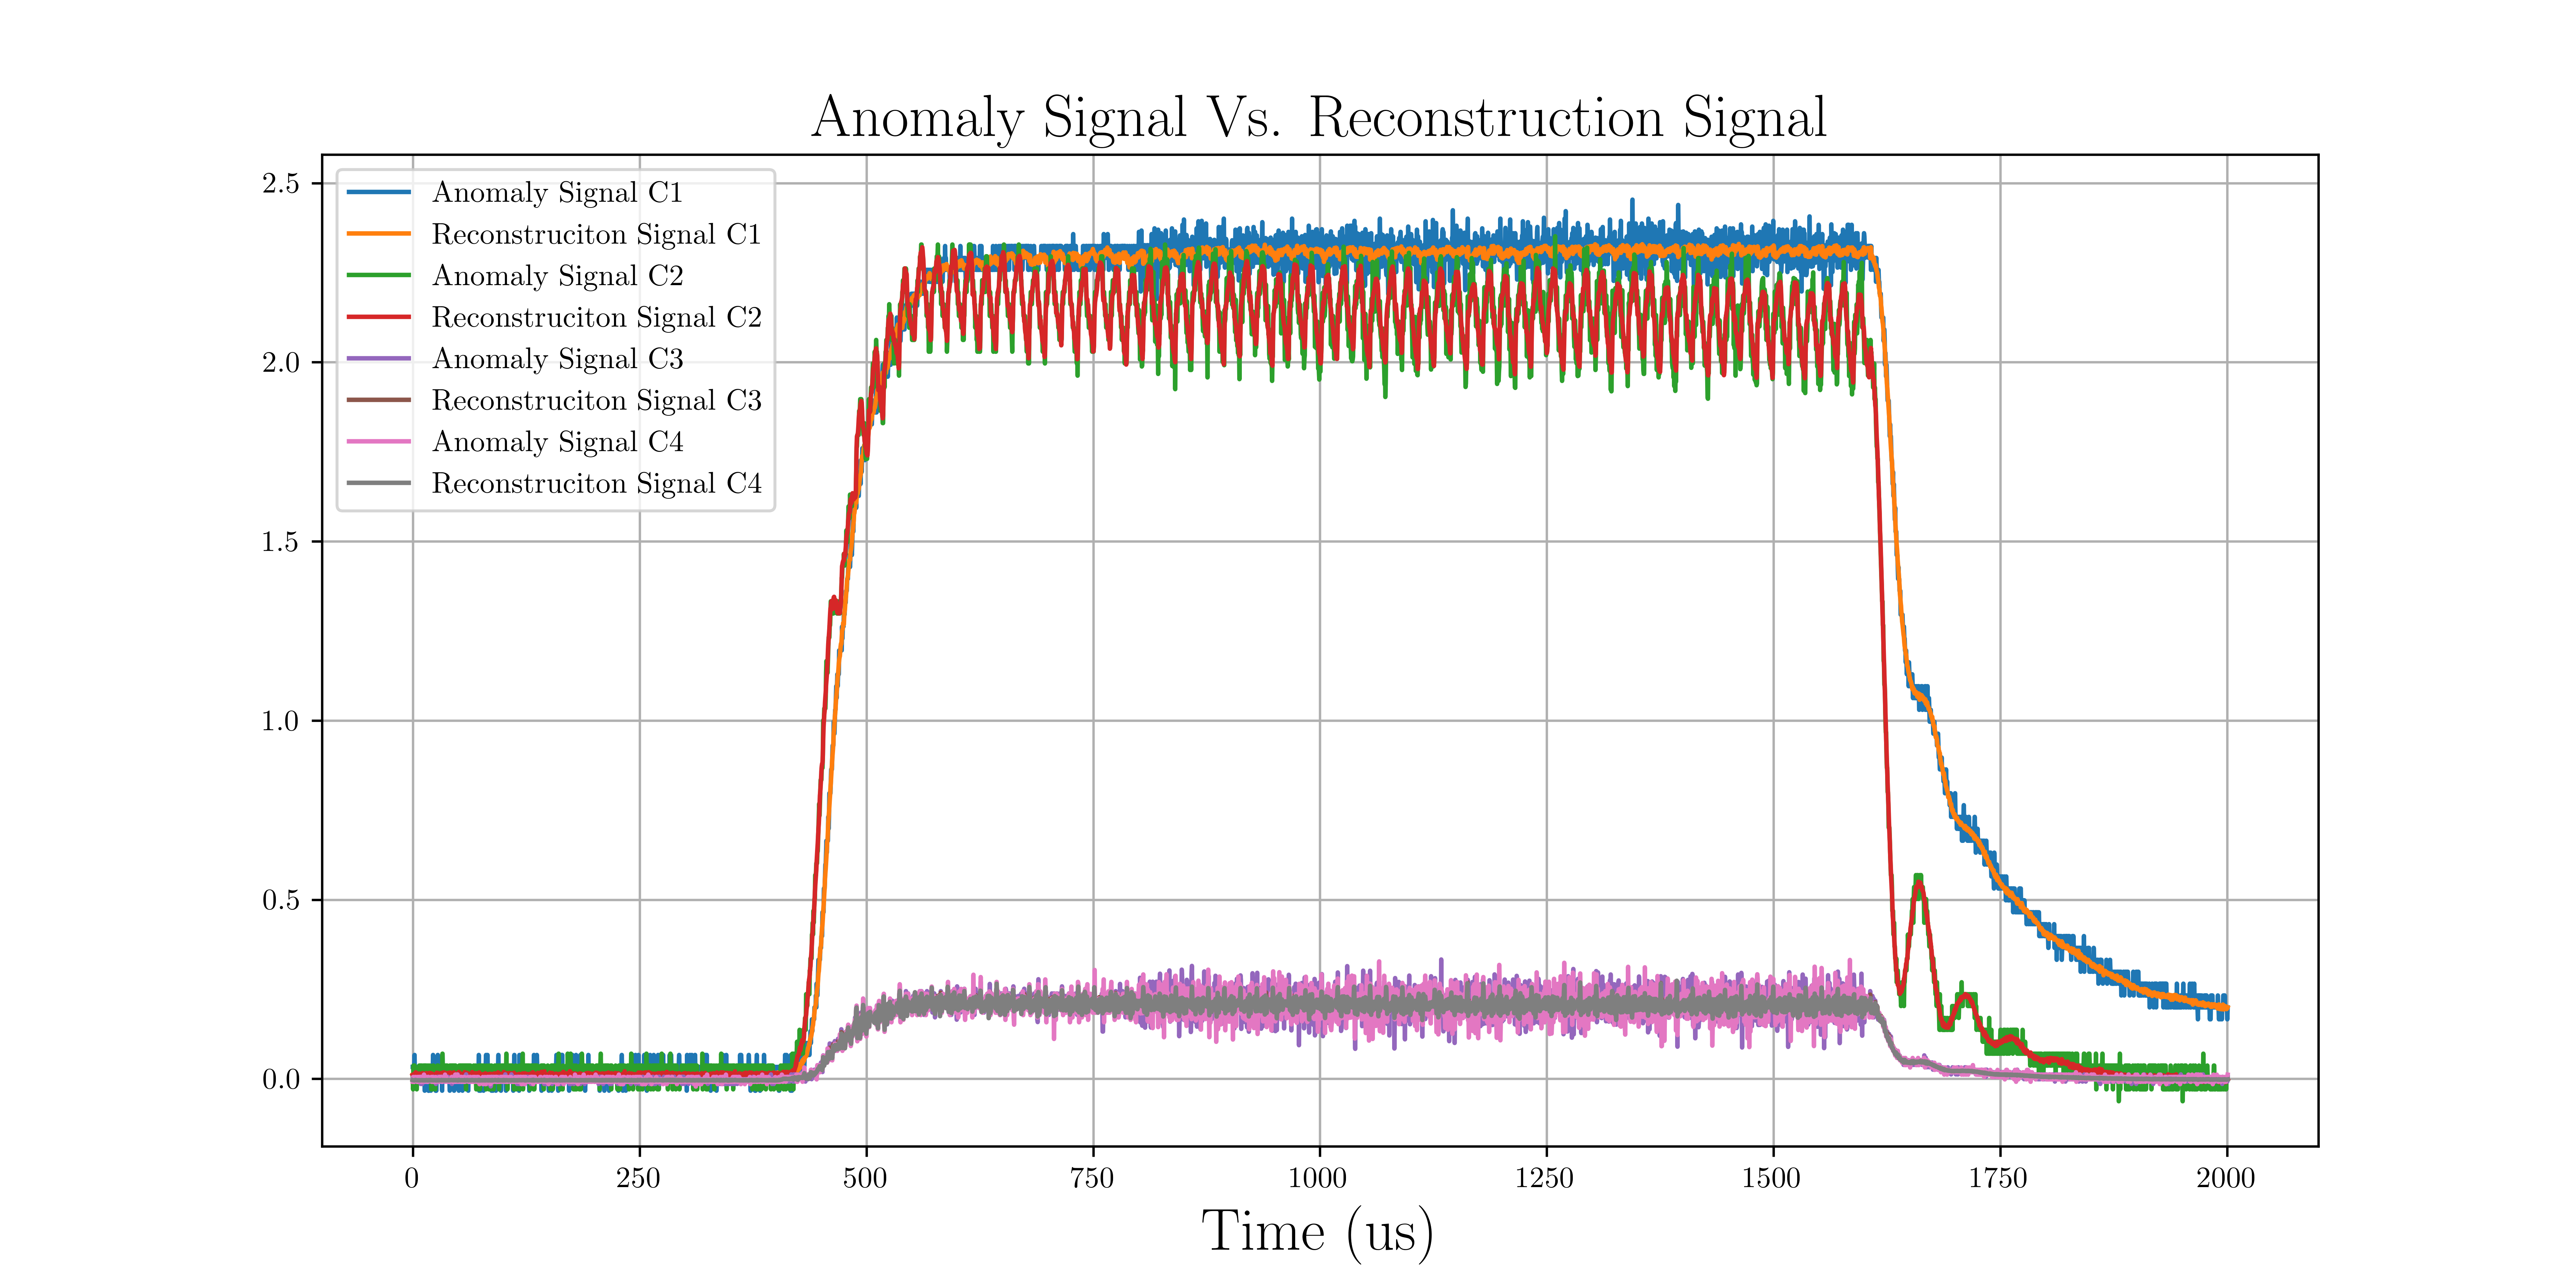 Anomaly Signal Vs. Reconstruction Signal
2.5
2.0
1.5
1.0
0.5
0.0
Anomaly Signal C1
Reconstruciton Signal C1
Anomaly Signal C2
Reconstruciton Signal C2
Anomaly Signal C3
Reconstruciton Signal C3
Anomaly Signal C4
Reconstruciton Signal C4
0 250 500 750 1000 1250 1500 1750 2000
Time (us)